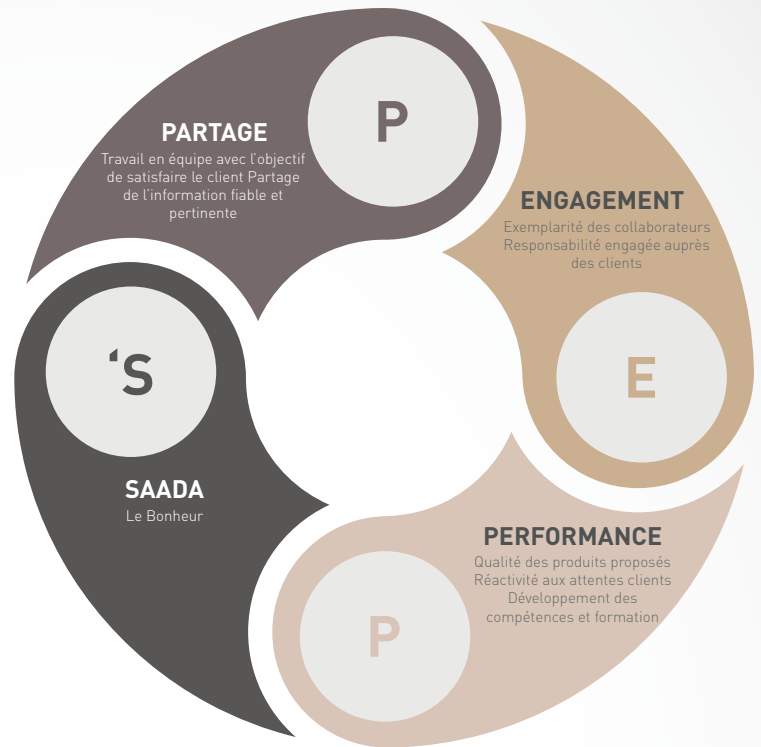 P
PARTAGE
Travail en équipe avec l'objectif
de satisfaire le client Partage
de l'information fiable et
pertinente
ENGAGEMENT
Exemplarité des collaborateurs
Responsabilité engagée auprès
des clients
E
PERFORMANCE
Qualité des produits proposés
Réactivité aux attentes clients
Développement des
compétences et formation
P
‘S
SAADA
Le Bonheur